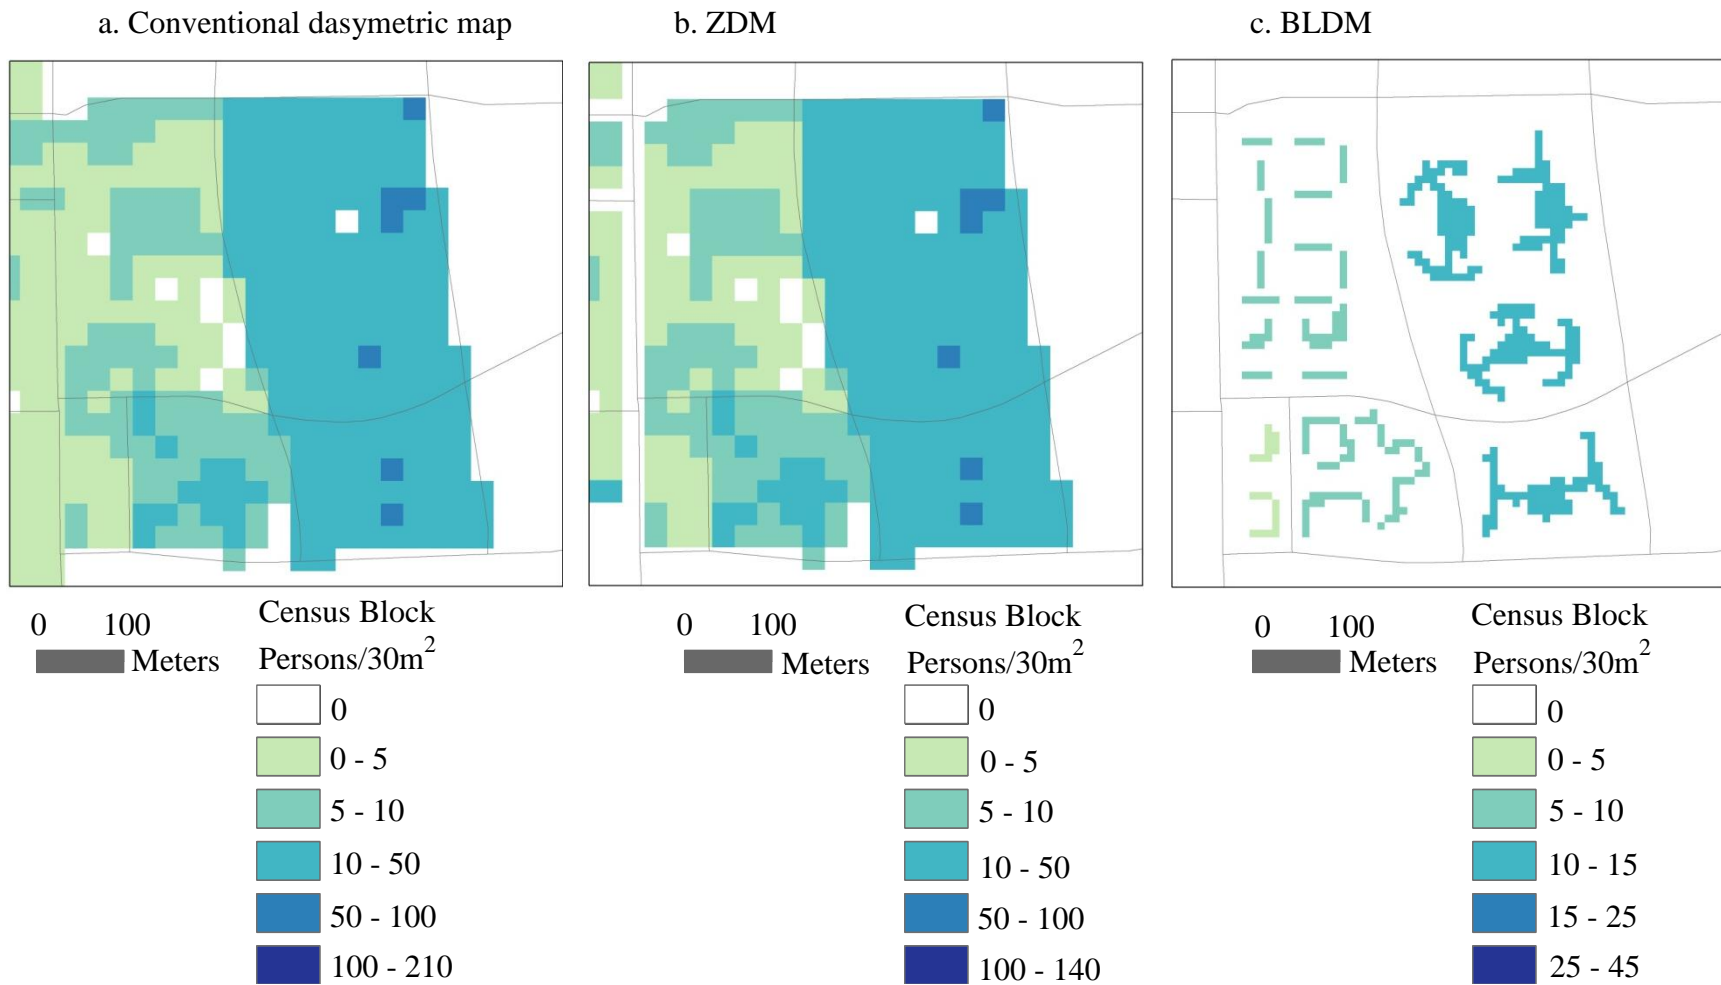 a. Conventional dasymetric map
b. ZDM
c. BLDM
0 100
Meters
Census Block
Persons/30m²
0
0 - 5
5 - 10
10 - 50
50 - 100
100 - 210
0 100
Meters
Census Block
Persons/30m²
0
0 - 5
5 - 10
10 - 50
50 - 100
100 - 140
0 100
Meters
Census Block
Persons/30m²
0
0 - 5
5 - 10
10 - 15
15 - 25
25 - 45